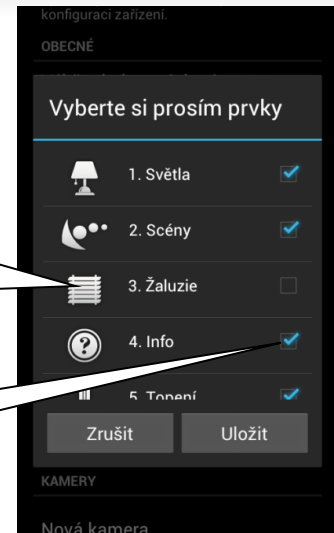 konfiguraci zařízení.
OBECNÉ
Vyberte si prosím prvky
1. Světla
2. Scény
3. Žaluzie
4. Info
5. Topení
Zrušit
Uložit
KAMERY
Nová kamera